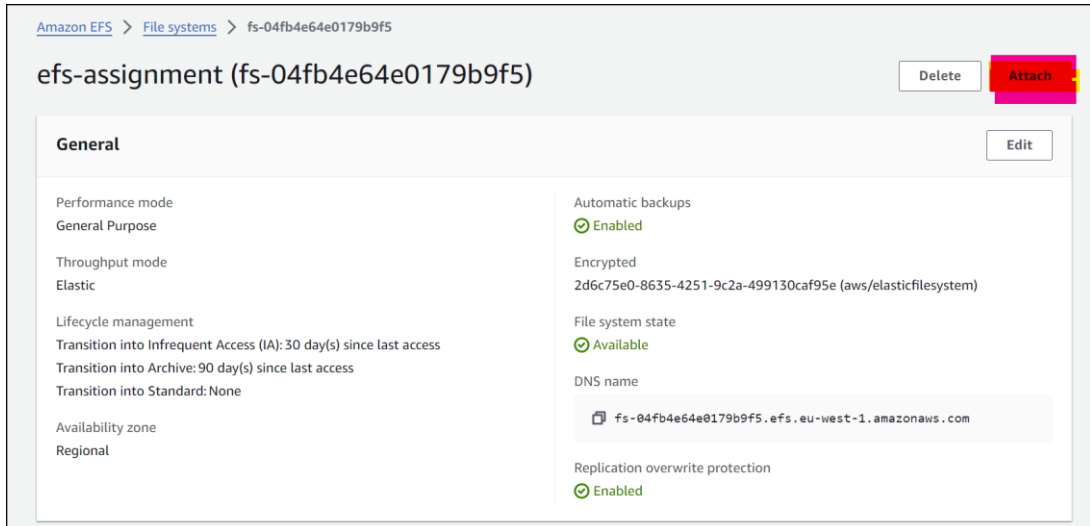 Amazon EFS > File systems > fs-04fb4e64e0179b9f5
efs-assignment (fs-04fb4e64e0179b9f5)
Delete
Attach
General
Edit
Performance mode
General Purpose
Throughput mode
Elastic
Lifecycle management
Transition into Infrequent Access (IA): 30 day(s) since last access
Transition into Archive: 90 day(s) since last access
Transition into Standard: None
Availability zone
Regional
Automatic backups
Enabled
Encrypted
2d6c75e0-8635-4251-9c2a-499130caf95e (aws/elasticfilesystem)
File system state
Available
DNS name
fs-04fb4e64e0179b9f5.efs.eu-west-1.amazonaws.com
Replication overwrite protection
Enabled